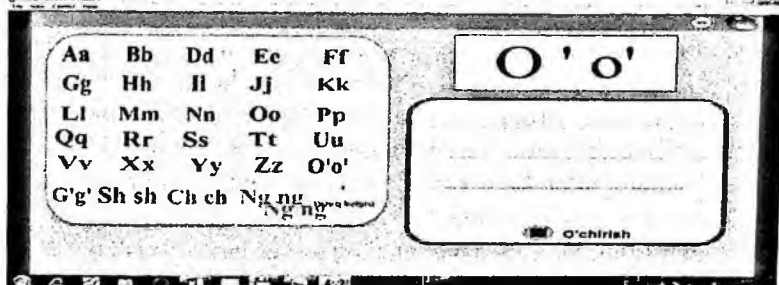 Aa Bb Dd Ee Ff
Gg Hh Ii Jj Kk
Ll Mm Nn Oo Pp
Qq Rr Ss Tt Uu
Vv Xx Yy Zz O'o'
G'g' Sh sh Ch ch Ng ng
Ng ng
O' o'
O'chirish